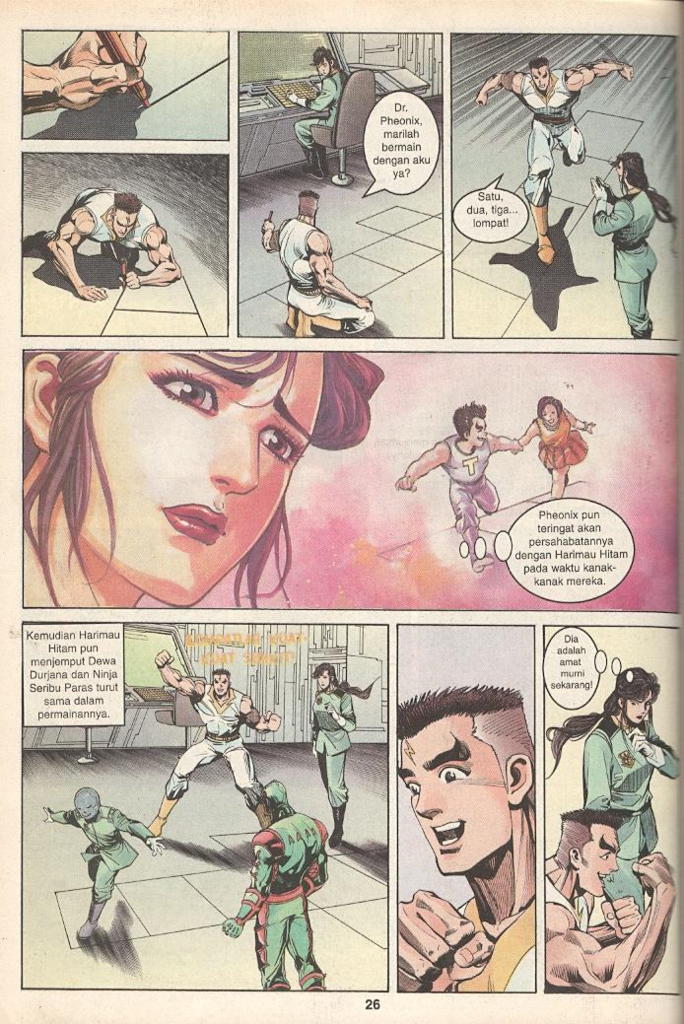 Dr.
Pheonix,
marilah
bermain
dengan aku
ya?
Satu,
dua, tiga...
lompat!
T
Pheonix pun
teringat akan
persahabatannya
dengan Harimau Hitam
pada waktu kanak-
kanak mereka.
Kemudian Harimau
Hitam pun
menjemput Dewa
Durjana dan Ninja
Seribu Paras turut
sama dalam
permainannya.
Dia
adalah
amat
murni
sekarang!
26